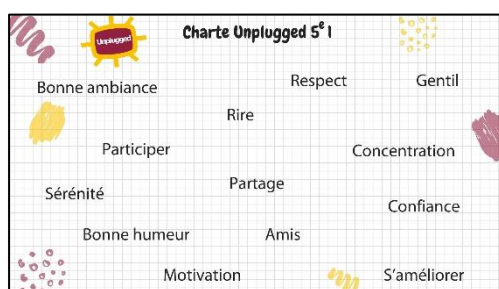 Charte Unplugged 5e 1
Unplugged
Respect
Gentil
Bonne ambiance
Rire
Participer
Concentration
Partage
Sérénité
Confiance
Bonne humeur
Amis
Motivation
S'améliorer